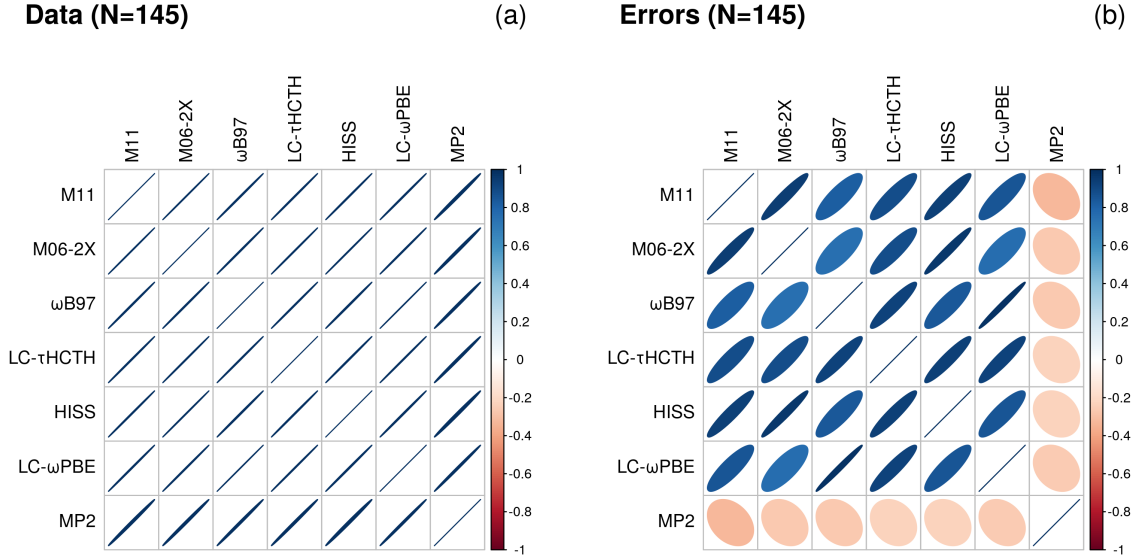 Data (N=145) (a)
M11 M06-2X ωB97 LC-τHCTH HISS LC-ωPBE MP2
M11
M06-2X
ωB97
LC-τHCTH
HISS
LC-ωPBE
MP2
1
0.8
0.6
0.4
0.2
0
-0.2
-0.4
-0.6
-0.8
-1
Errors (N=145) (b)
M11 M06-2X ωB97 LC-τHCTH HISS LC-ωPBE MP2
M11
M06-2X
ωB97
LC-τHCTH
HISS
LC-ωPBE
MP2
1
0.8
0.6
0.4
0.2
0
-0.2
-0.4
-0.6
-0.8
-1